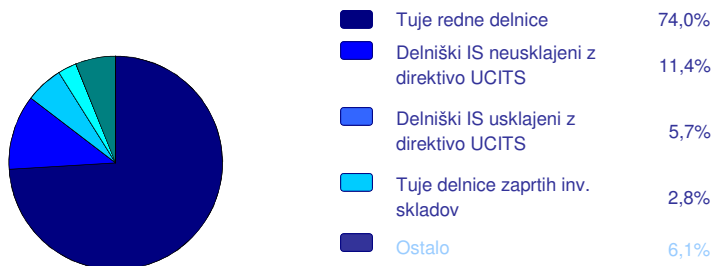 Tuje redne delnice 74,0%
Delniški IS neusklajeni z
direktivo UCITS 11,4%
Delniški IS usklajeni z
direktivo UCITS 5,7%
Tuje delnice zaprtih inv.
skladov 2,8%
Ostalo 6,1%